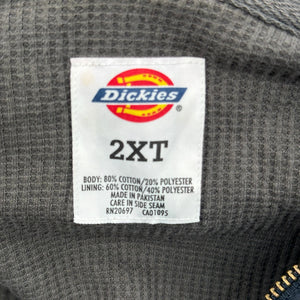 Dickies
®
2XT
BODY: 80% COTTON/20% POLYESTER
LINING: 60% COTTON/40% POLYESTER
MADE IN PAKISTAN
CARE IN SIDE SEAM
RN20697 CA01095